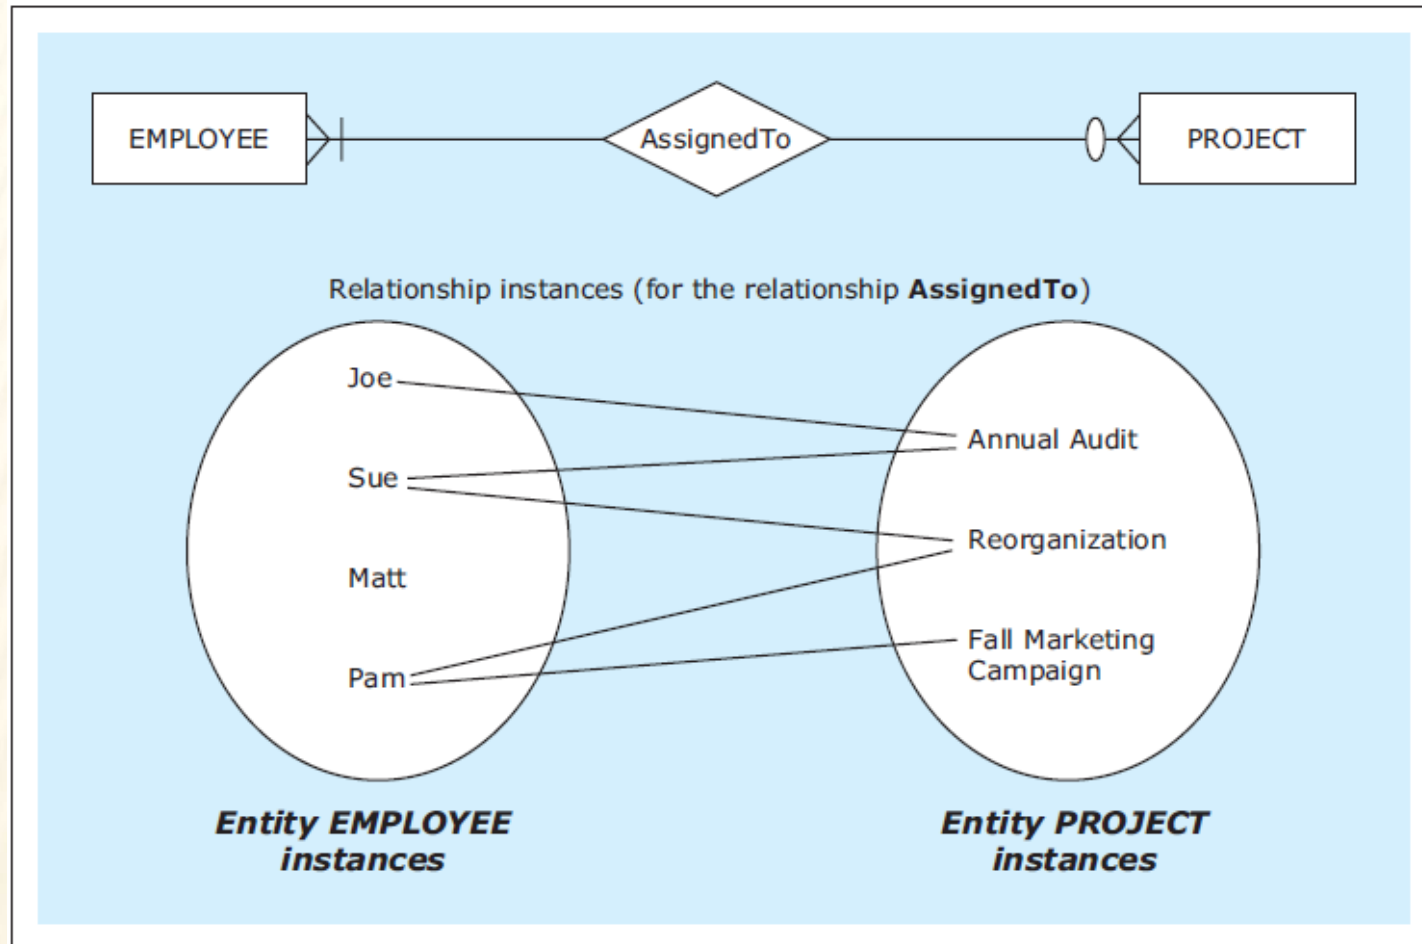 EMPLOYEE
AssignedTo
PROJECT
Relationship instances (for the relationship AssignedTo)
Joe
Sue
Matt
Pam
Annual Audit
Reorganization
Fall Marketing
Campaign
Entity EMPLOYEE
instances
Entity PROJECT
instances